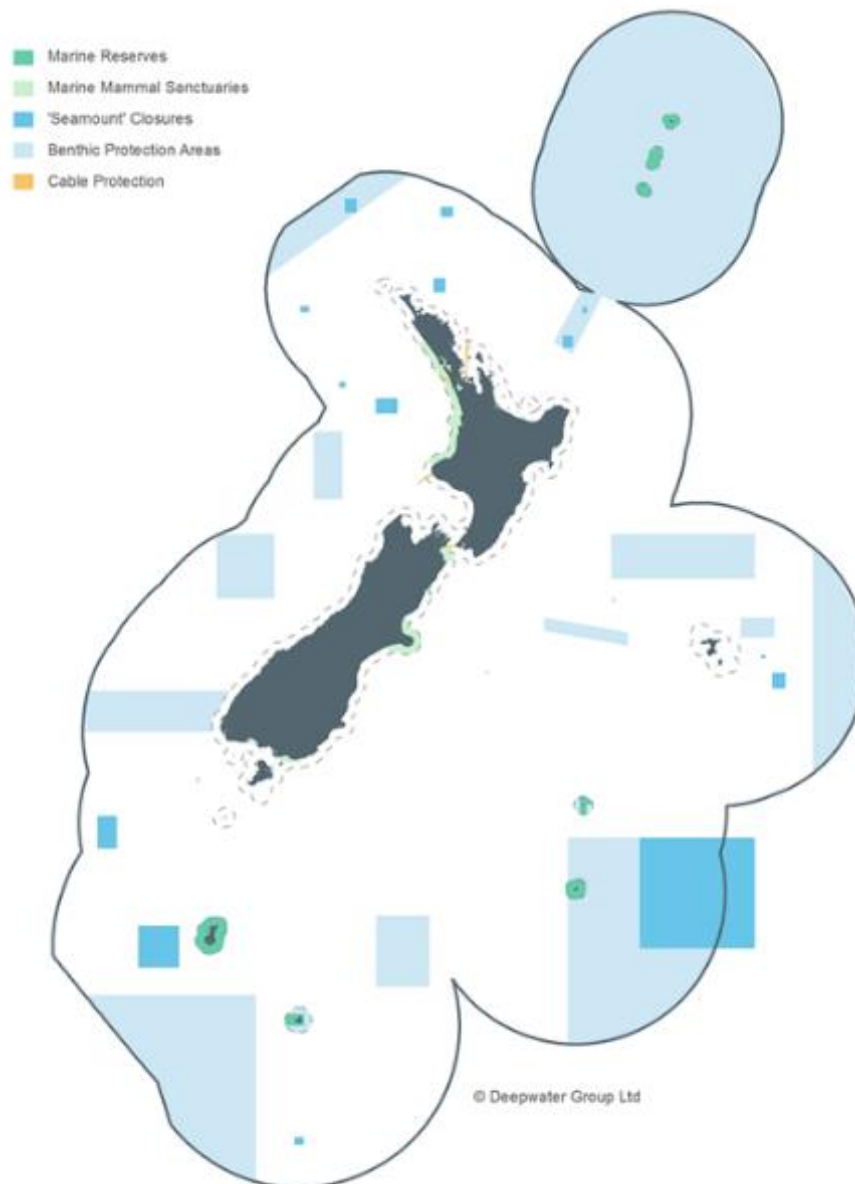 Marine Reserves
Marine Mammal Sanctuaries
'Seamount' Closures
Benthic Protection Areas
Cable Protection
© Deepwater Group Ltd